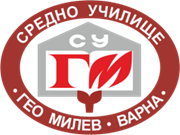 СРЕДНО УЧИЛИЩЕ
СУ
ГМ
• ГЕО МИЛЕВ • ВАРНА •